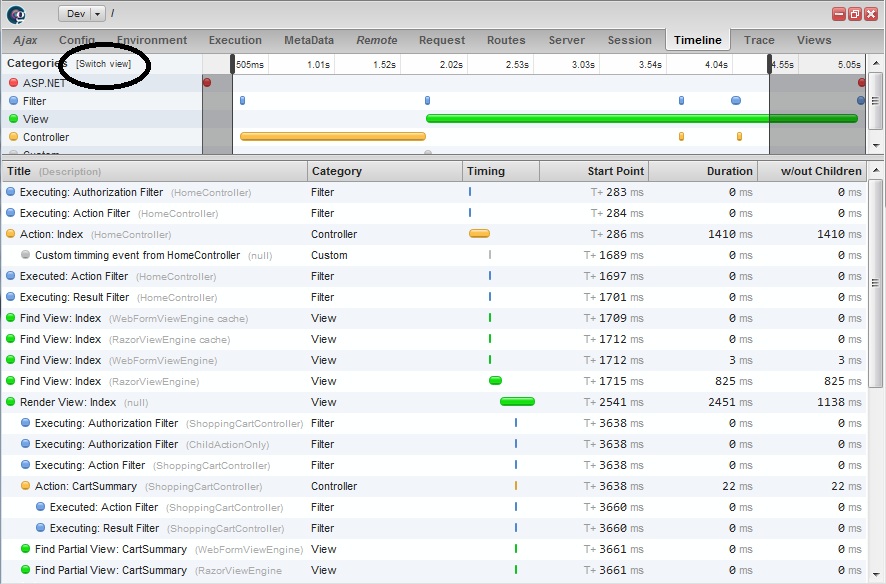 Dev /
Ajax Config Environment Execution MetaData Remote Request Routes Server Session Timeline Trace Views
Categories [Switch view] 505ms 1.01s 1.52s 2.02s 2.53s 3.03s 3.54s 4.04s 4.55s 5.05s
ASP.NET
Filter
View
Controller
Custom
Title (Description) Category Timing Start Point Duration w/out Children
Executing: Authorization Filter (HomeController) Filter T+ 283 ms 0 ms 0 ms
Executing: Action Filter (HomeController) Filter T+ 284 ms 0 ms 0 ms
Action: Index (HomeController) Controller T+ 286 ms 1410 ms 1410 ms
Custom timming event from HomeController (null) Custom T+ 1689 ms 0 ms 0 ms
Executed: Action Filter (HomeController) Filter T+ 1697 ms 0 ms 0 ms
Executing: Result Filter (HomeController) Filter T+ 1701 ms 0 ms 0 ms
Find View: Index (WebFormViewEngine cache) View T+ 1709 ms 0 ms 0 ms
Find View: Index (RazorViewEngine cache) View T+ 1712 ms 0 ms 0 ms
Find View: Index (WebFormViewEngine) View T+ 1712 ms 3 ms 3 ms
Find View: Index (RazorViewEngine) View T+ 1715 ms 825 ms 825 ms
Render View: Index (null) View T+ 2541 ms 2451 ms 1138 ms
Executing: Authorization Filter (ShoppingCartController) Filter T+ 3638 ms 0 ms 0 ms
Executing: Authorization Filter (ChildActionOnly) Filter T+ 3638 ms 0 ms 0 ms
Executing: Action Filter (ShoppingCartController) Filter T+ 3638 ms 0 ms 0 ms
Action: CartSummary (ShoppingCartController) Controller T+ 3638 ms 22 ms 22 ms
Executed: Action Filter (ShoppingCartController) Filter T+ 3660 ms 0 ms 0 ms
Executing: Result Filter (ShoppingCartController) Filter T+ 3660 ms 0 ms 0 ms
Find Partial View: CartSummary (WebFormViewEngine) View T+ 3661 ms 0 ms 0 ms
Find Partial View: CartSummary (RazorViewEngine View T+ 3661 ms 0 ms 0 ms